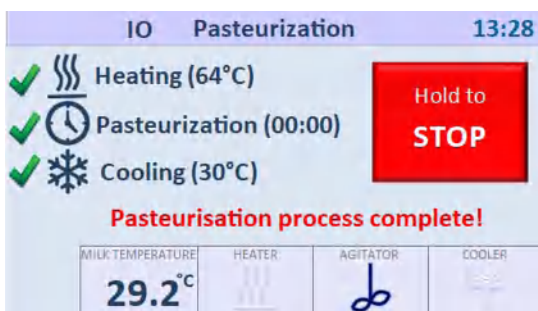 IO Pasteurization 13:28
Heating (64°C)
Hold to
STOP
Pasteurization (00:00)
Cooling (30°C)
Pasteurisation process complete!
MILK TEMPERATURE HEATER AGITATOR COOLER
29.2°C